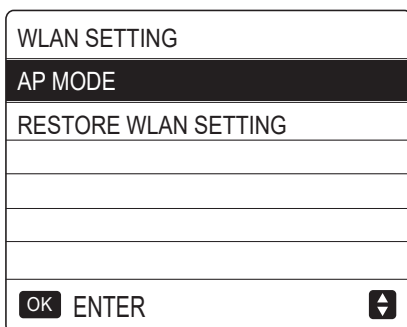 WLAN SETTING
AP MODE
RESTORE WLAN SETTING
OK ENTER